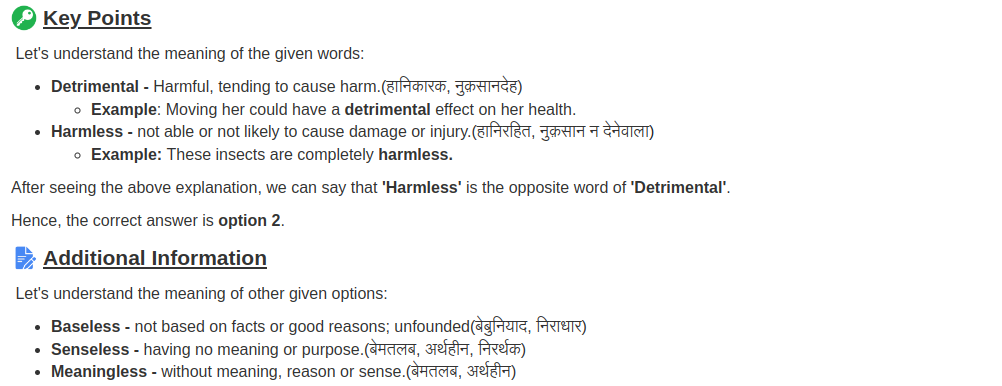 Key Points
Let's understand the meaning of the given words:
Detrimental - Harmful, tending to cause harm.(हानिकारक, नुक़सानदेह)
Example: Moving her could have a detrimental effect on her health.
Harmless - not able or not likely to cause damage or injury.(हानिरहित, नुक़सान न देनेवाला)
Example: These insects are completely harmless.
After seeing the above explanation, we can say that 'Harmless' is the opposite word of 'Detrimental'.
Hence, the correct answer is option 2.
Additional Information
Let's understand the meaning of other given options:
Baseless - not based on facts or good reasons; unfounded(बेबुनियाद, निराधार)
Senseless - having no meaning or purpose.(बेमतलब, अर्थहीन, निरर्थक)
Meaningless - without meaning, reason or sense.(बेमतलब, अर्थहीन)